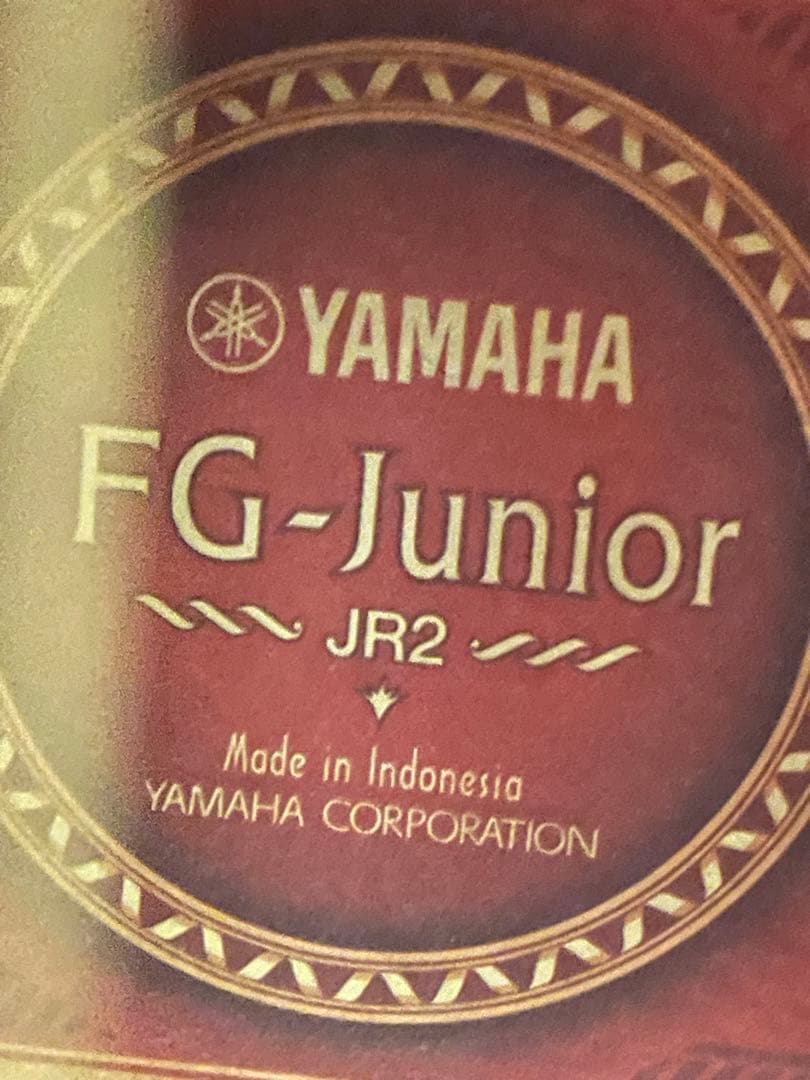 YAMAHA
FG-Junior
JR2
Made in Indonesia
YAMAHA CORPORATION